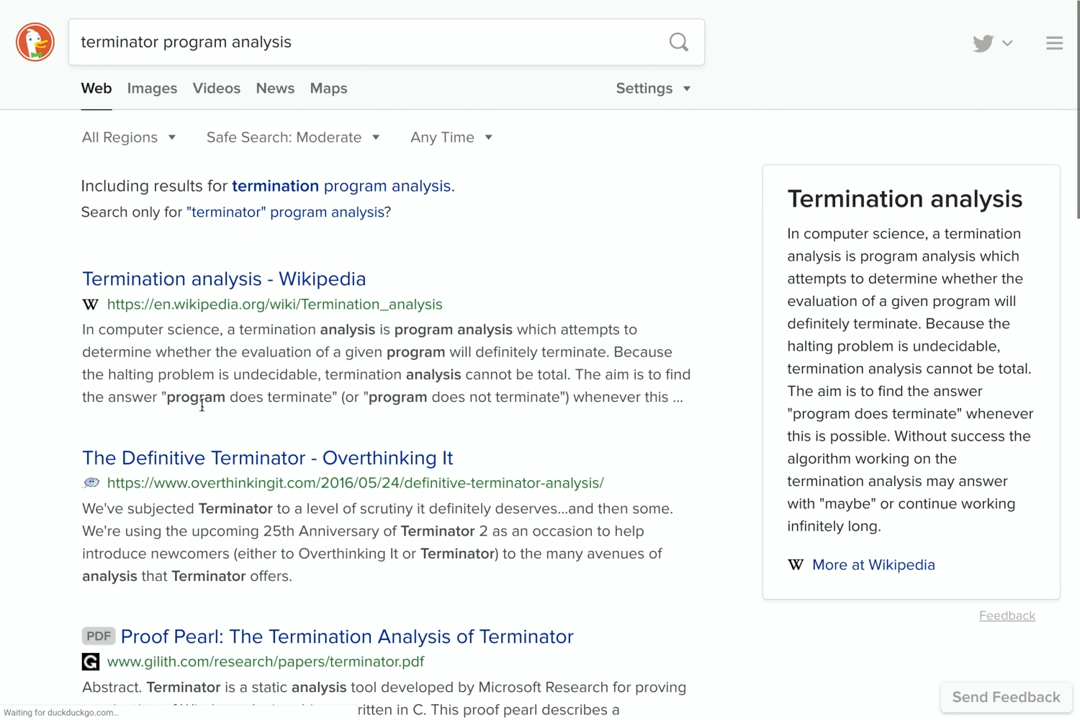 terminator program analysis
Web
Images
Videos
News
Maps
Settings
All Regions
Safe Search: Moderate
Any Time
Including results for termination program analysis.
Search only for "terminator" program analysis?
Termination analysis - Wikipedia
W https://en.wikipedia.org/wiki/Termination_analysis
In computer science, a termination analysis is program analysis which attempts to
determine whether the evaluation of a given program will definitely terminate. Because
the halting problem is undecidable, termination analysis cannot be total. The aim is to find
the answer "program does terminate" (or "program does not terminate") whenever this ...
The Definitive Terminator - Overthinking It
https://www.overthinkingit.com/2016/05/24/definitive-terminator-analysis/
We've subjected Terminator to a level of scrutiny it definitely deserves...and then some.
We're using the upcoming 25th Anniversary of Terminator 2 as an occasion to help
introduce newcomers (either to Overthinking It or Terminator) to the many avenues of
analysis that Terminator offers.
PDF Proof Pearl: The Termination Analysis of Terminator
G www.gilith.com/research/papers/terminator.pdf
Abstract. Terminator is a static analysis tool developed by Microsoft Research for proving
ritten in C. This proof pearl describes a
Termination analysis
In computer science, a termination
analysis is program analysis which
attempts to determine whether the
evaluation of a given program will
definitely terminate. Because the
halting problem is undecidable,
termination analysis cannot be total.
The aim is to find the answer
"program does terminate" whenever
this is possible. Without success the
algorithm working on the
termination analysis may answer
with "maybe" or continue working
infinitely long.
W More at Wikipedia
Feedback
Send Feedback
Waiting for duckduckgo.com...